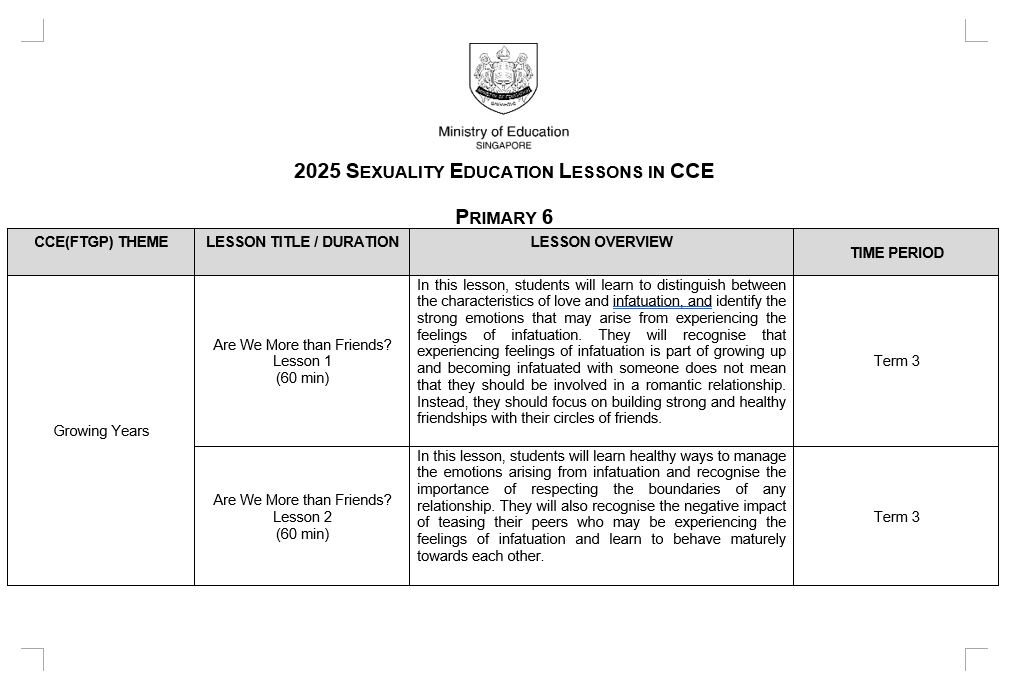 Ministry of Education
SINGAPORE
2025 SEXUALITY EDUCATION LESSONS IN CCE
PRIMARY 6
CCE(FTGP) THEME
LESSON TITLE / DURATION
LESSON OVERVIEW
TIME PERIOD
Growing Years
Are We More than Friends?
Lesson 1
(60 min)
In this lesson, students will learn to distinguish between
the characteristics of love and infatuation, and identify the
strong emotions that may arise from experiencing the
feelings of infatuation. They will recognise that
experiencing feelings of infatuation is part of growing up
and becoming infatuated with someone does not mean
that they should be involved in a romantic relationship.
Instead, they should focus on building strong and healthy
friendships with their circles of friends.
Term 3
Are We More than Friends?
Lesson 2
(60 min)
In this lesson, students will learn healthy ways to manage
the emotions arising from infatuation and recognise the
importance of respecting the boundaries of any
relationship. They will also recognise the negative impact
of teasing their peers who may be experiencing the
feelings of infatuation and learn to behave maturely
towards each other.
Term 3